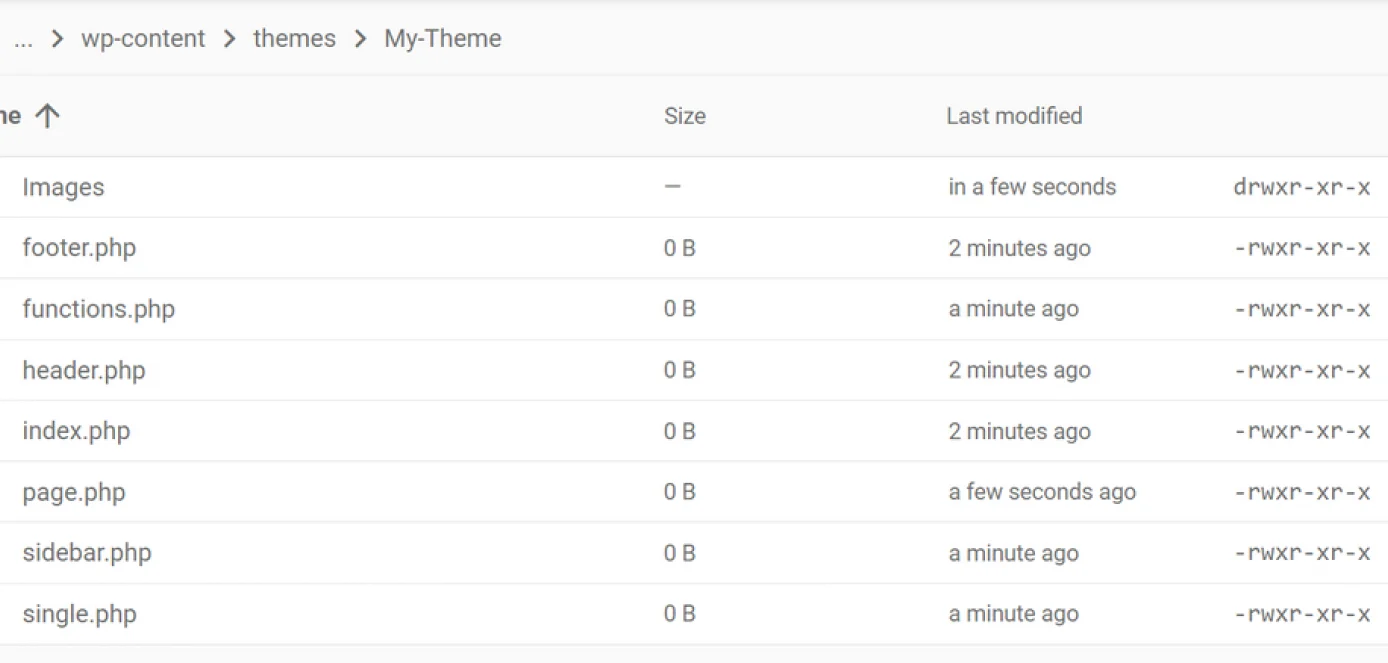 ... > wp-content > themes > My-Theme
ne ↑ Size Last modified
Images — in a few seconds drwxr-xr-x
footer.php 0 B 2 minutes ago -rwxr-xr-x
functions.php 0 B a minute ago -rwxr-xr-x
header.php 0 B 2 minutes ago -rwxr-xr-x
index.php 0 B 2 minutes ago -rwxr-xr-x
page.php 0 B a few seconds ago -rwxr-xr-x
sidebar.php 0 B a minute ago -rwxr-xr-x
single.php 0 B a minute ago -rwxr-xr-x